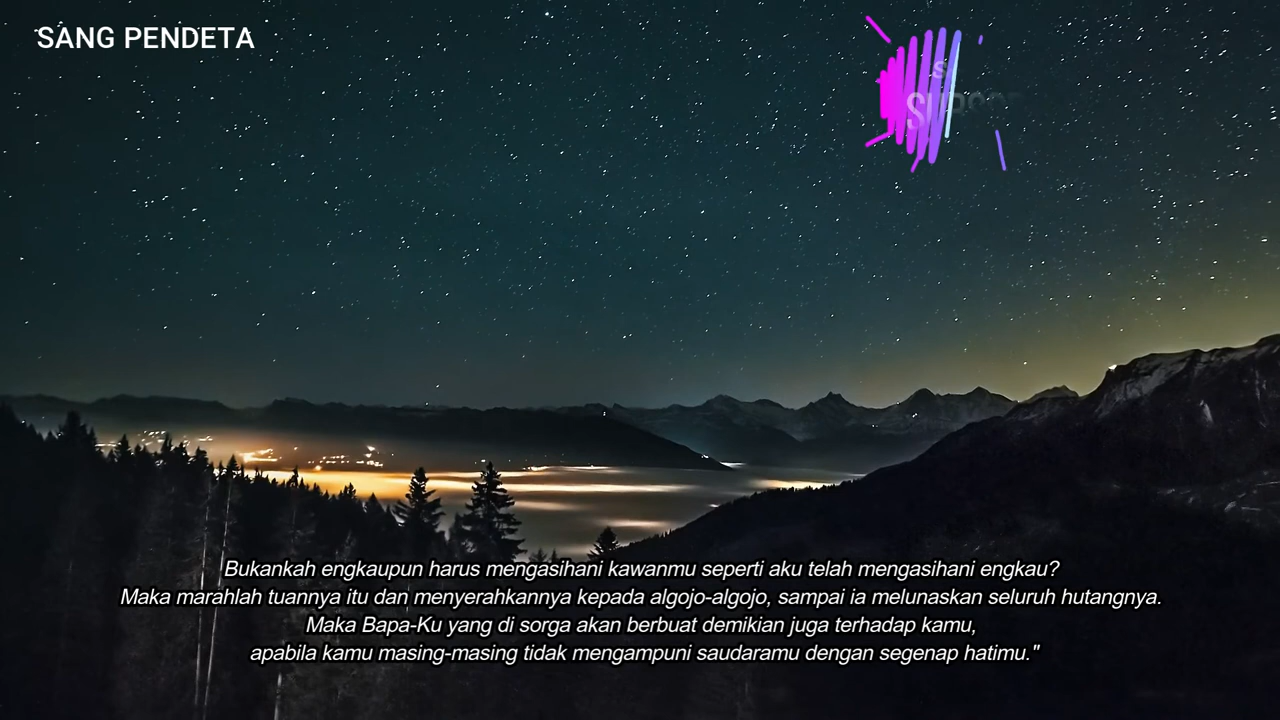 SANG PENDETA
Bukankah engkaupun harus mengasihani kawanmu seperti aku telah mengasihani engkau?
Maka marahlah tuannya itu dan menyerahkannya kepada algojo-algojo, sampai ia melunaskan seluruh hutangnya.
Maka Bapa-Ku yang di sorga akan berbuat demikian juga terhadap kamu,
apabila kamu masing-masing tidak mengampuni saudaramu dengan segenap hatimu."